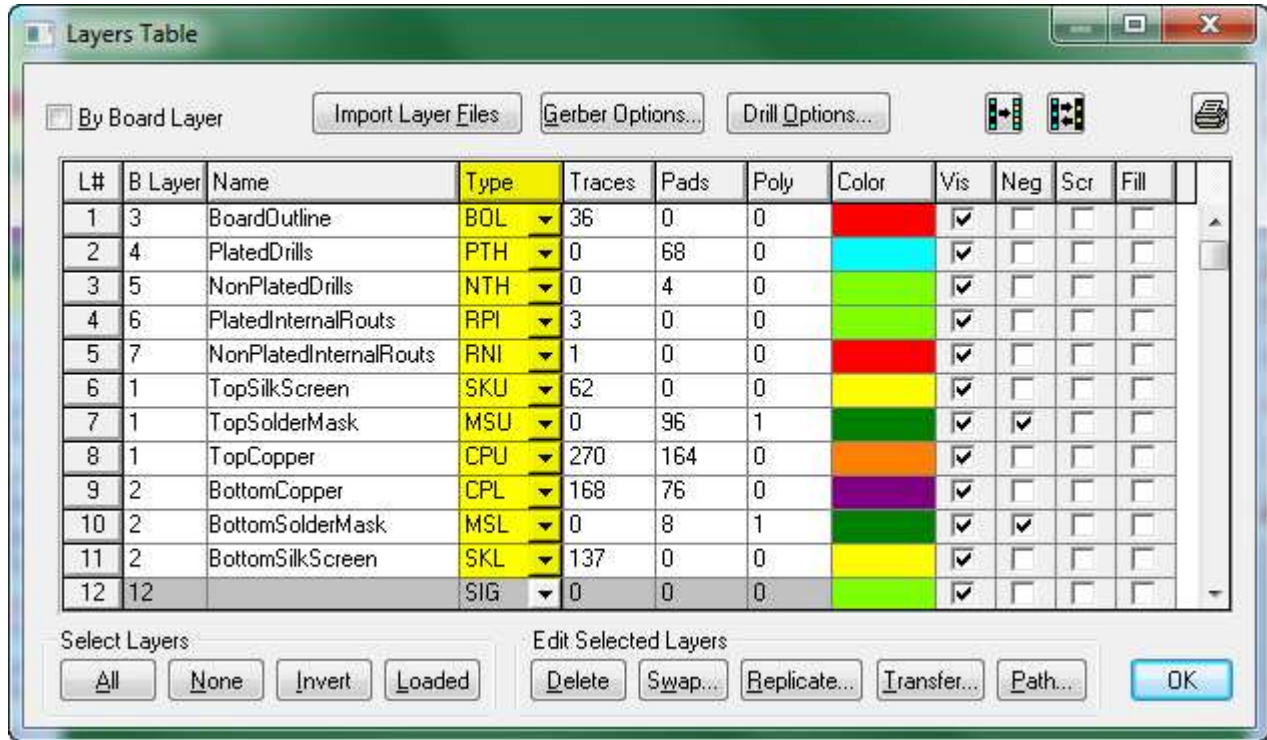 Layers Table
By Board Layer Import Layer Files Gerber Options... Drill Options...
L# B Layer Name Type Traces Pads Poly Color Vis Neg Scr Fill
1 3 BoardOutline BOL 36 0 0
2 4 PlatedDrills PTH 0 68 0
3 5 NonPlatedDrills NTH 0 4 0
4 6 PlatedInternalRouts RPI 3 0 0
5 7 NonPlatedInternalRouts RNI 1 0 0
6 1 TopSilkScreen SKU 62 0 0
7 1 TopSolderMask MSU 0 96 1
8 1 TopCopper CPU 270 164 0
9 2 BottomCopper CPL 168 76 0
10 2 BottomSolderMask MSL 0 8 1
11 2 BottomSilkScreen SKL 137 0 0
12 12 SIG 0 0 0
Select Layers Edit Selected Layers
All None Invert Loaded Delete Swap... Replicate... Transfer... Path... OK